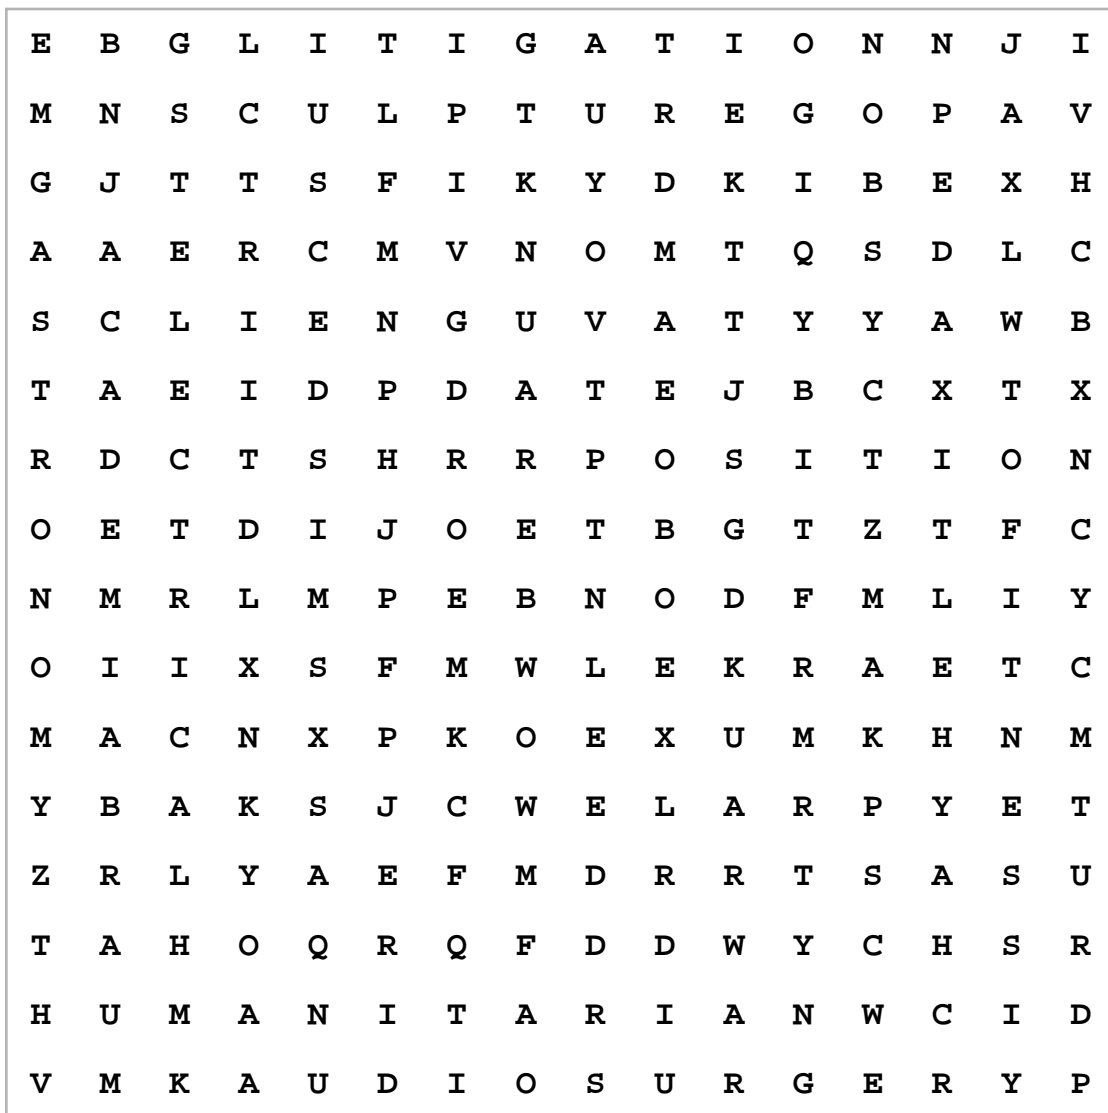 E B G L I T I G A T I O N N J I
M N S C U L P T U R E G O P A V
G J T T S F I K Y D K I B E X H
A A E R C M V N O M T Q S D L C
S C L I E N G U V A T Y Y A W B
T A E I D P D A T E J B C X T X
R D C T S H R R P O S I T I O N
O E T D I J O E T B G T Z T F C
N M R L M P E B N O D F M L I Y
O I I X S F M W L E K R A E T C
M A C N X P K O E X U M K H N M
Y B A K S J C W E L A R P Y E T
Z R L Y A E F M D R R T S A S U
T A H O Q R Q F D D W Y C H S R
H U M A N I T A R I A N W C I D
V M K A U D I O S U R G E R Y P